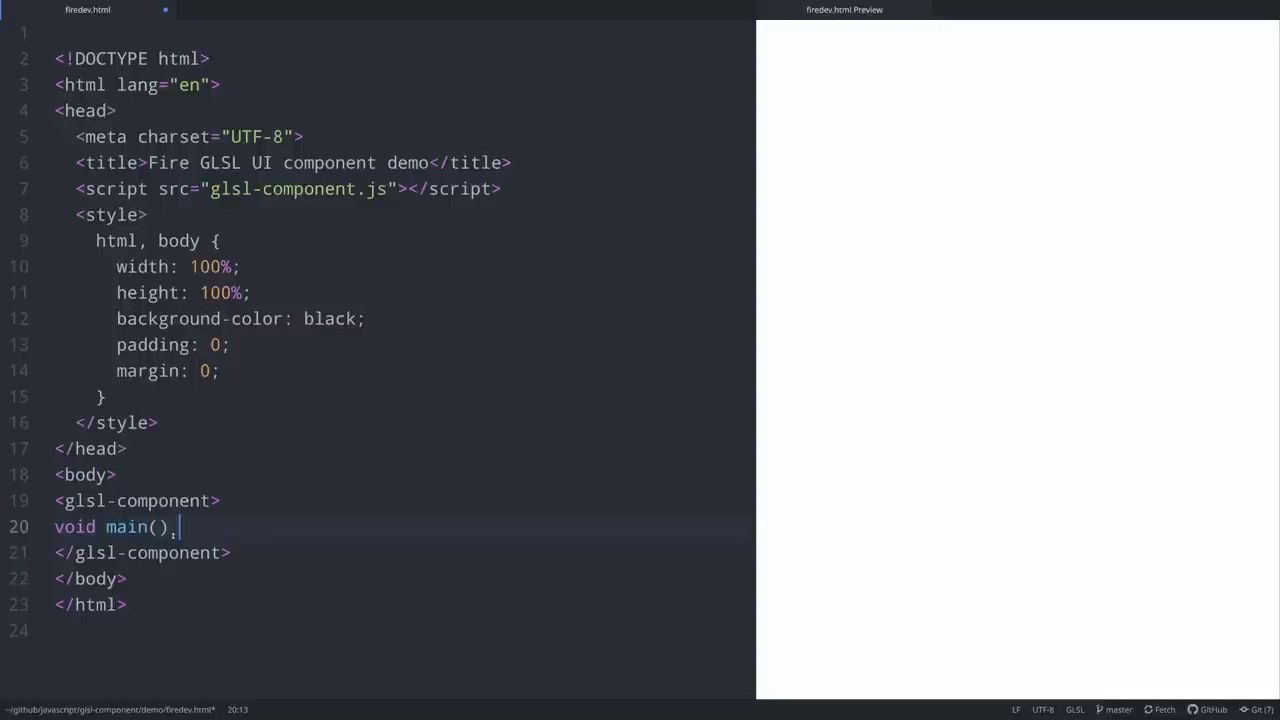 firedev.html
firedev.html Preview
1
2 <!DOCTYPE html>
3 <html lang="en">
4 <head>
5 <meta charset="UTF-8">
6 <title>Fire GLSL UI component demo</title>
7 <script src="glsl-component.js"></script>
8 <style>
9 html, body {
10 width: 100%;
11 height: 100%;
12 background-color: black;
13 padding: 0;
14 margin: 0;
15 }
16 </style>
17 </head>
18 <body>
19 <glsl-component>
20 void main()
21 </glsl-component>
22 </body>
23 </html>
24
~/github/javascript/glsl-component/demo/firedev.html* 20:13 LF UTF-8 GLSL master Fetch GitHub Git (7)